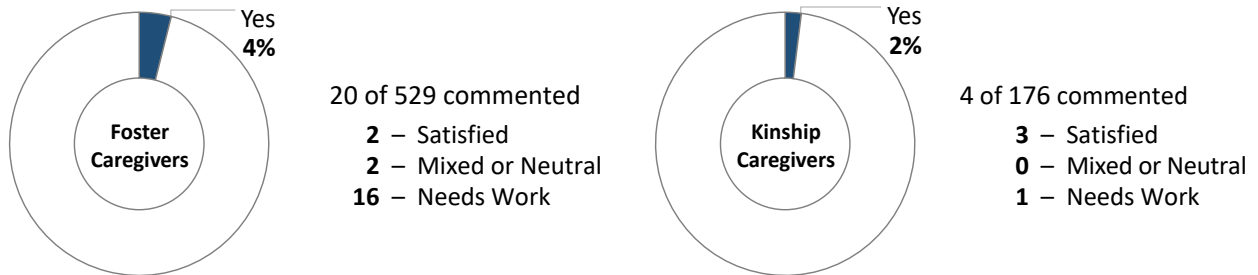 Yes
4%
Foster
Caregivers
20 of 529 commented
2 – Satisfied
2 – Mixed or Neutral
16 – Needs Work
Yes
2%
Kinship
Caregivers
4 of 176 commented
3 – Satisfied
0 – Mixed or Neutral
1 – Needs Work